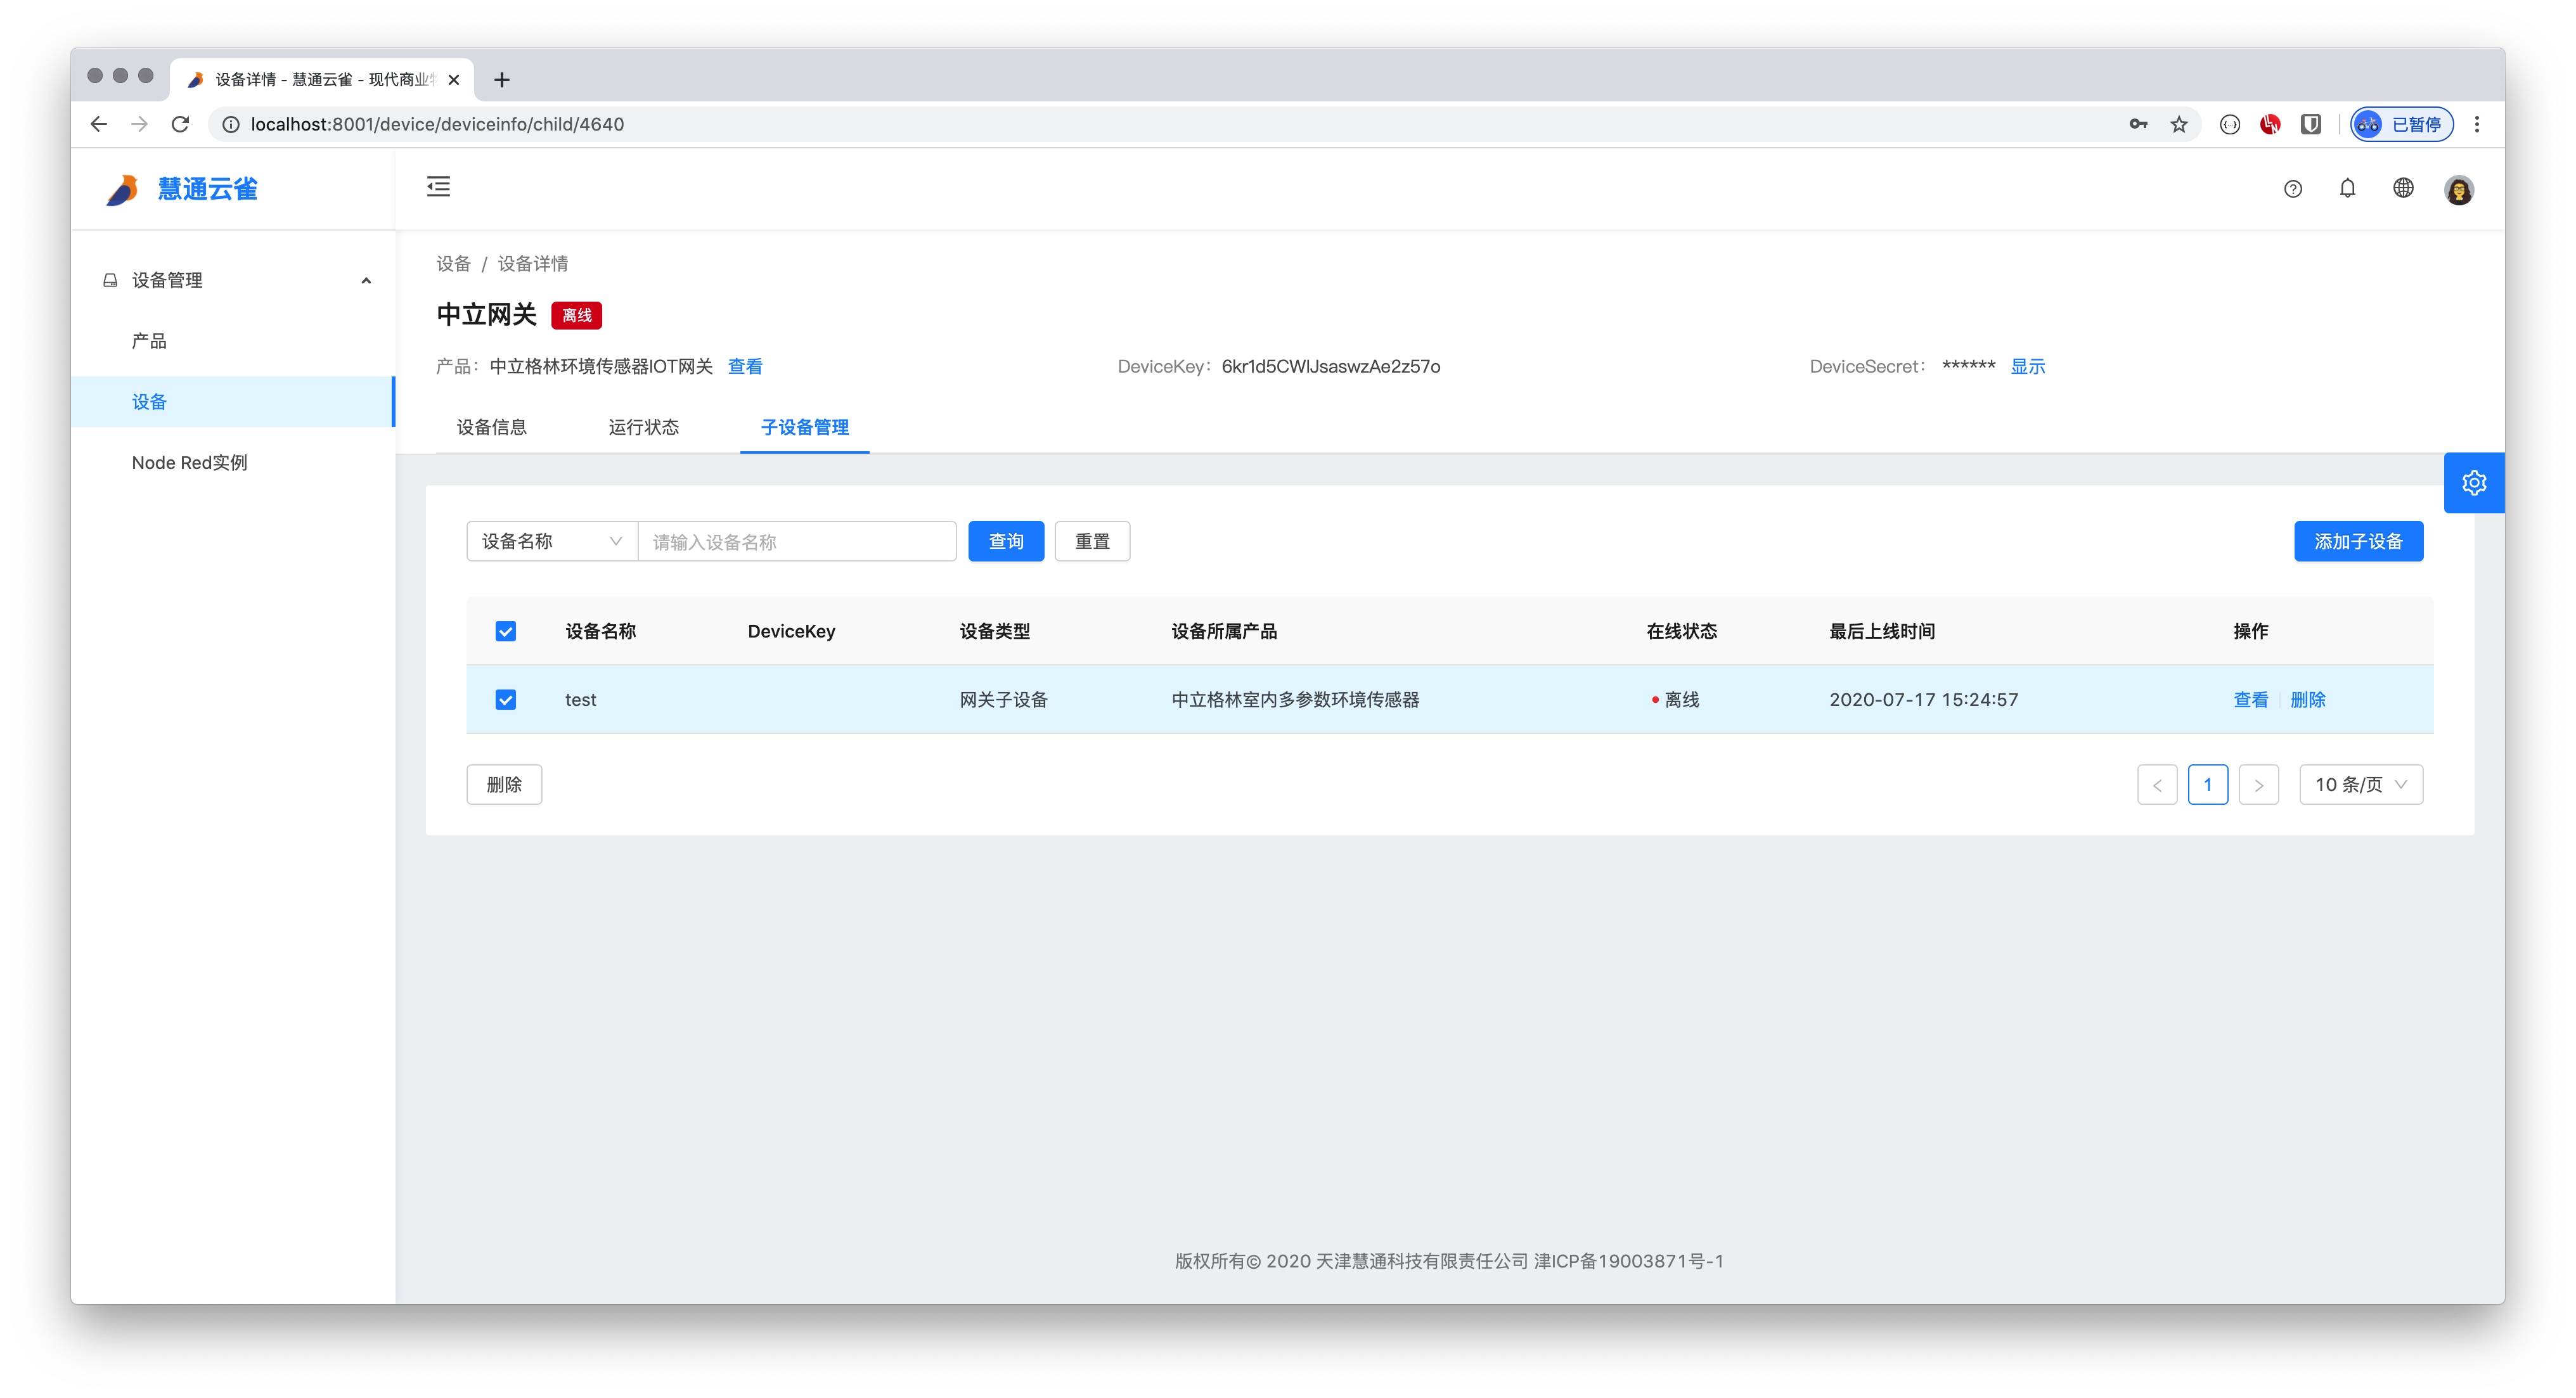 设备详情 - 慧通云雀 - 现代商业
localhost:8001/device/deviceinfo/child/4640
已暂停
慧通云雀
设备管理
产品
设备
Node Red实例
设备 / 设备详情
中立网关 离线
产品: 中立格林环境传感器IOT网关 查看 DeviceKey: 6kr1d5CWlJsaswzAe2z57o DeviceSecret: ****** 显示
设备信息 运行状态 子设备管理
设备名称 请输入设备名称 查询 重置 添加子设备
设备名称 DeviceKey 设备类型 设备所属产品 在线状态 最后上线时间 操作
test 网关子设备 中立格林室内多参数环境传感器 离线 2020-07-17 15:24:57 查看 删除
删除 < 1 > 10 条/页
版权所有© 2020 天津慧通科技有限责任公司 津ICP备19003871号-1